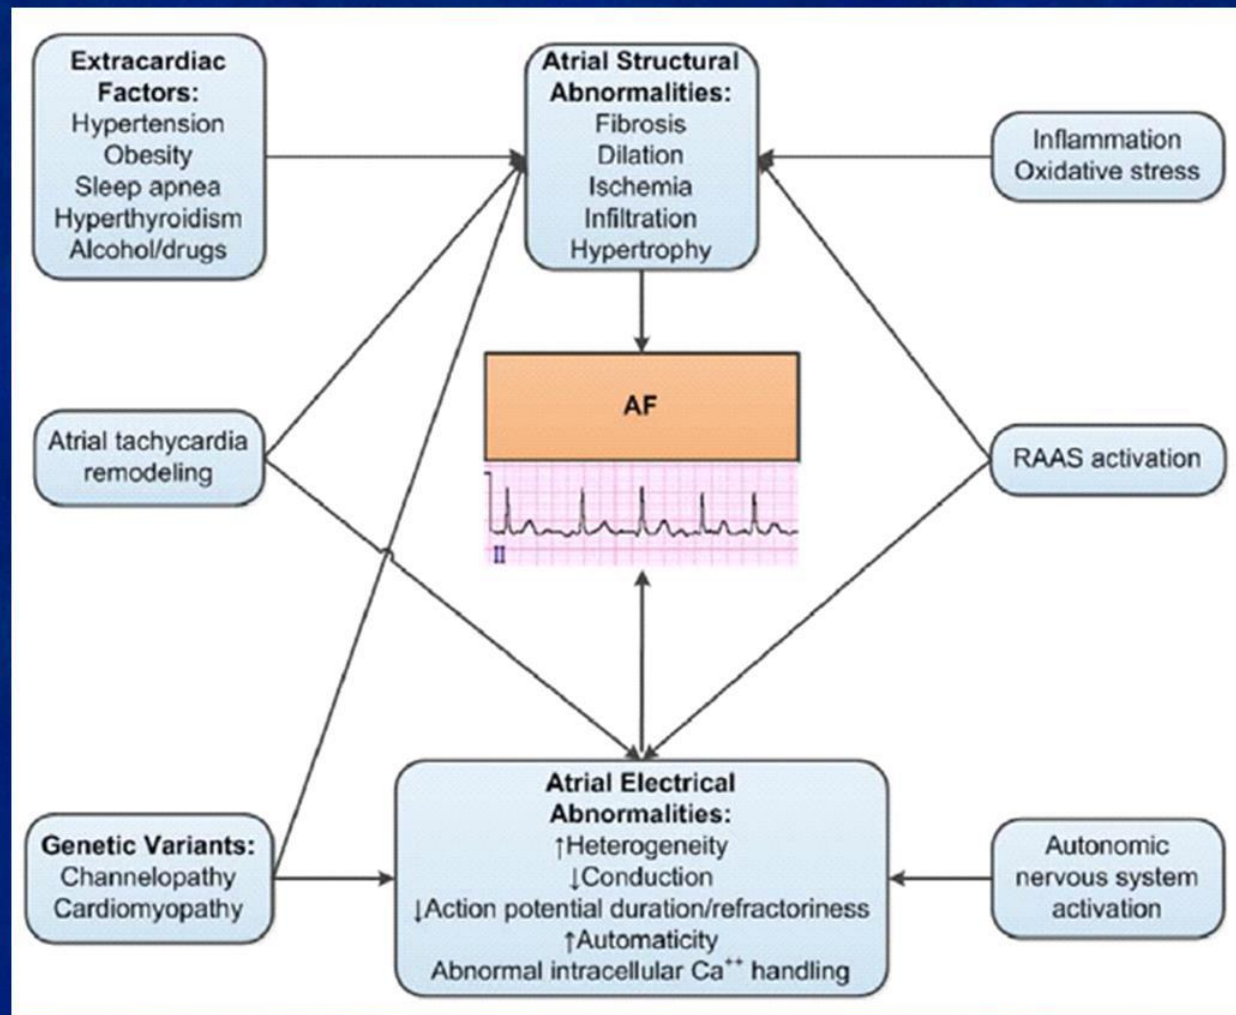 Extracardiac
Factors:
Hypertension
Obesity
Sleep apnea
Hyperthyroidism
Alcohol/drugs
Atrial Structural
Abnormalities:
Fibrosis
Dilation
Ischemia
Infiltration
Hypertrophy
Inflammation
Oxidative stress
AF
II
Atrial tachycardia
remodeling
RAAS activation
Genetic Variants:
Channelopathy
Cardiomyopathy
Atrial Electrical
Abnormalities:
↑Heterogeneity
↓Conduction
↓Action potential duration/refractoriness
↑Automaticity
Abnormal intracellular Ca⁺⁺ handling
Autonomic
nervous system
activation